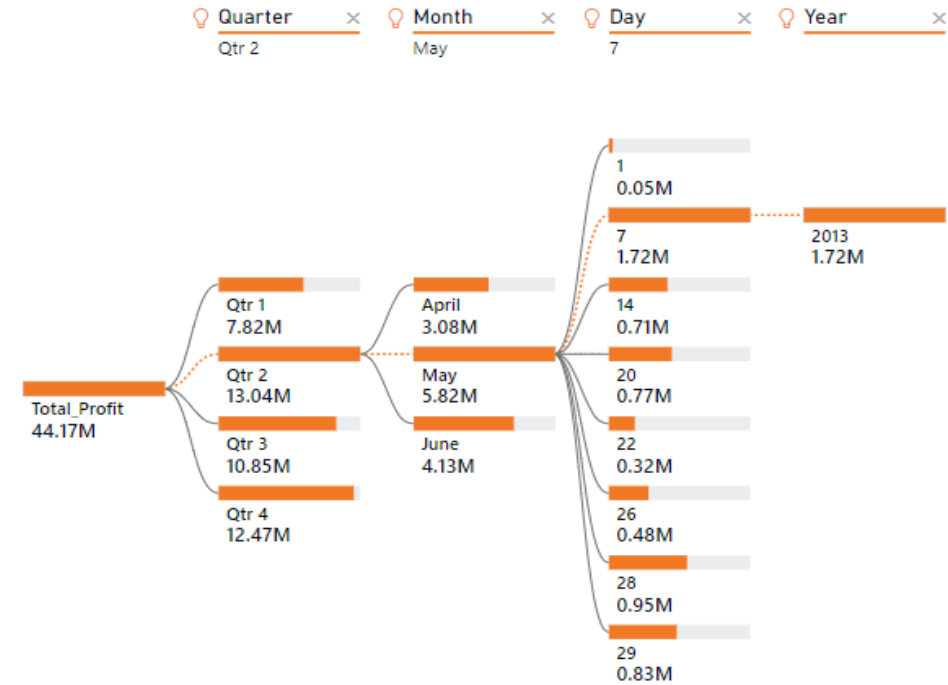 Quarter × Month × Day × Year ×
Qtr 2 May 7
Total_Profit
44.17M
Qtr 1
7.82M
Qtr 2
13.04M
Qtr 3
10.85M
Qtr 4
12.47M
April
3.08M
May
5.82M
June
4.13M
1
0.05M
7
1.72M
14
0.71M
20
0.77M
22
0.32M
26
0.48M
28
0.95M
29
0.83M
2013
1.72M